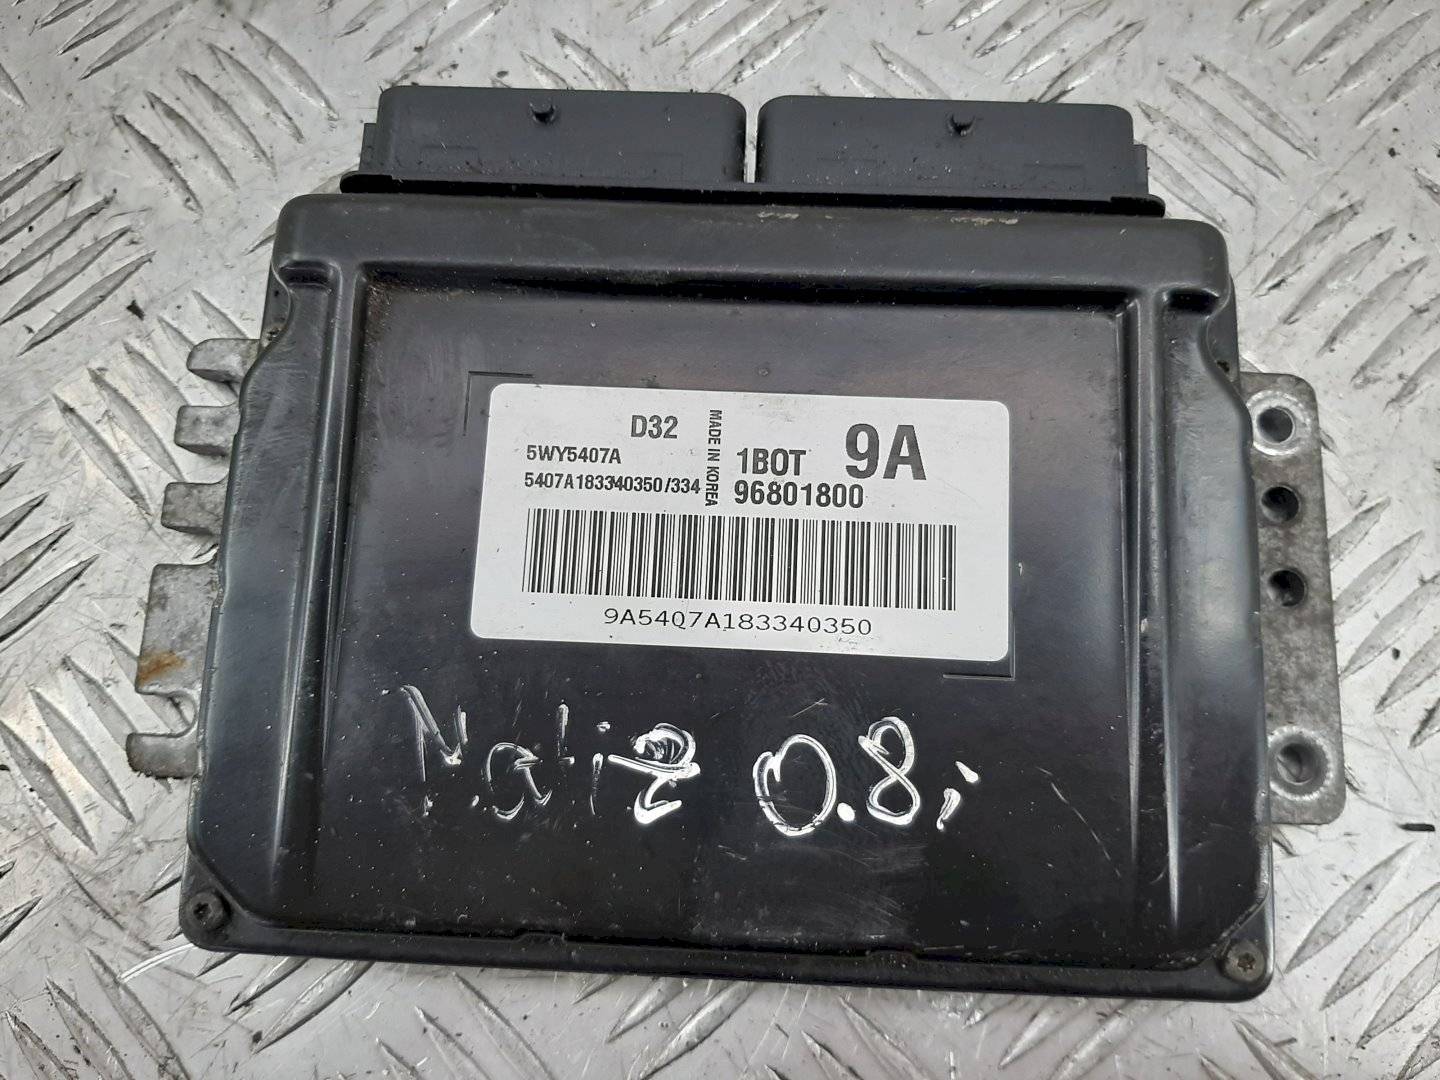 D32
5WY5407A
5407A183340350/334
MADE IN KOREA
1BOT 9A
96801800
9A5407A183340350
Matiz 0.8i